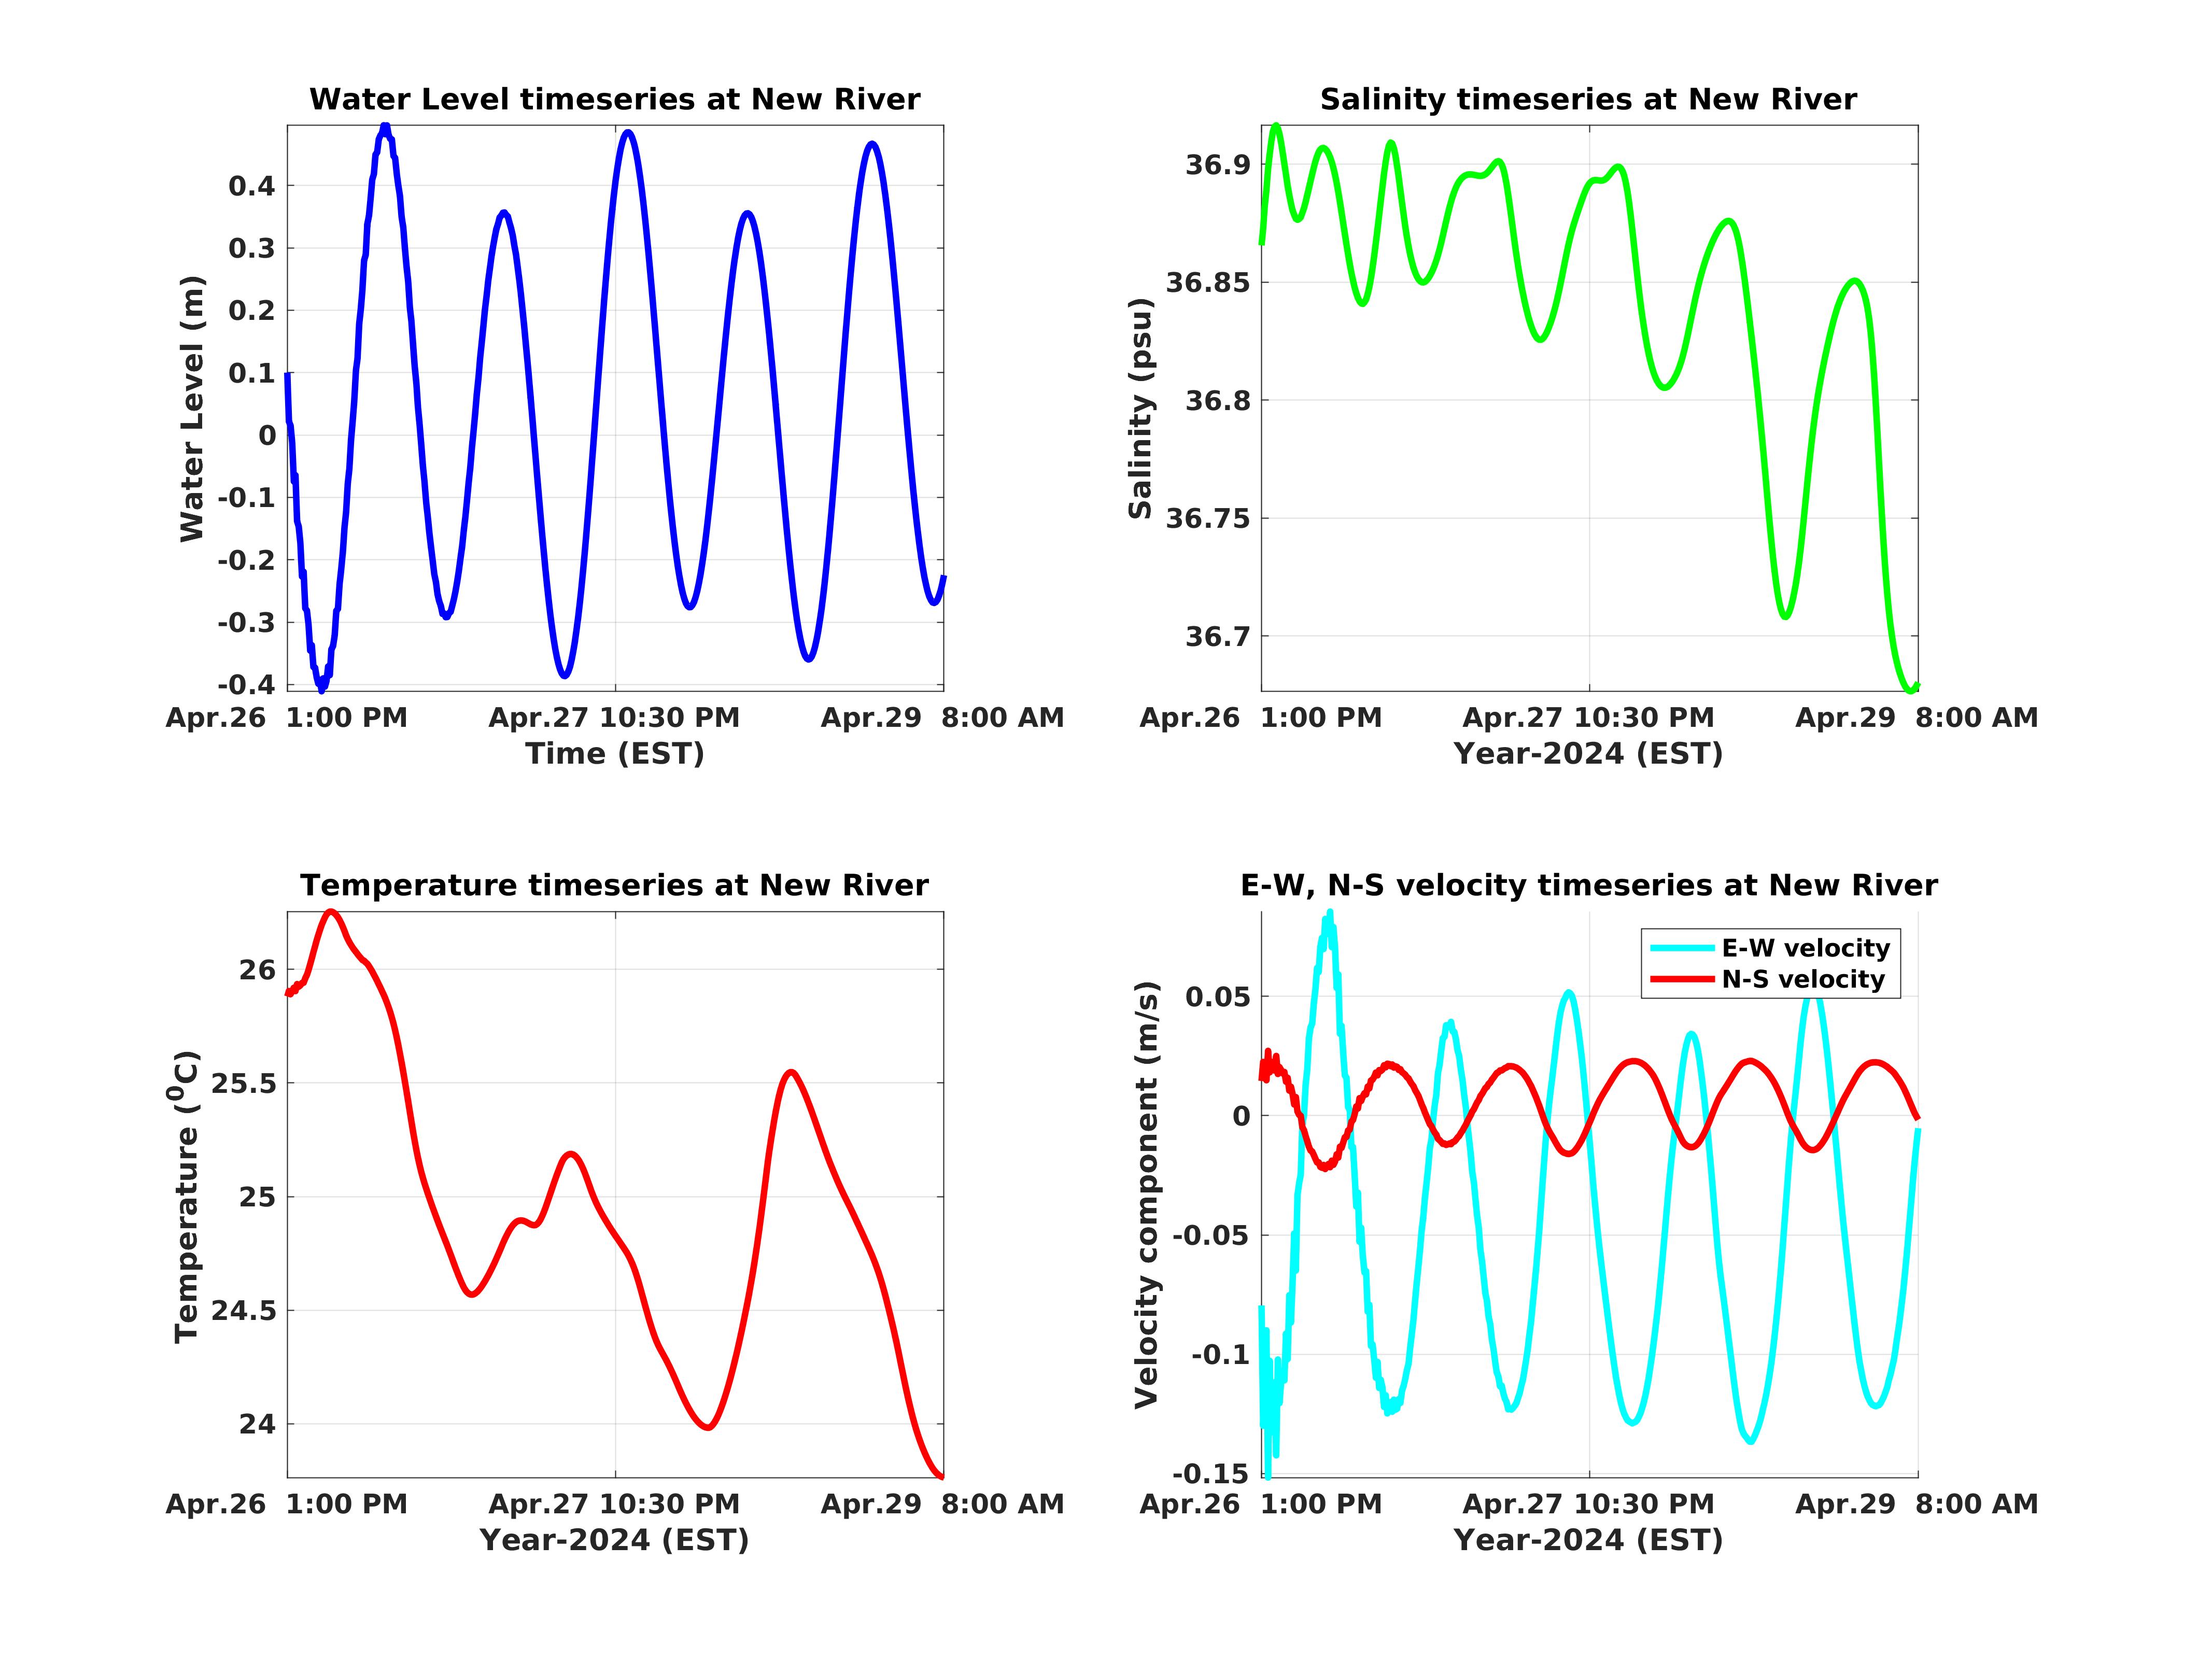 Water Level timeseries at New River
Water Level (m)
0.4
0.3
0.2
0.1
0
-0.1
-0.2
-0.3
-0.4
Apr.26 1:00 PM
Apr.27 10:30 PM
Apr.29 8:00 AM
Time (EST)
Salinity timeseries at New River
Salinity (psu)
36.9
36.85
36.8
36.75
36.7
Apr.26 1:00 PM
Apr.27 10:30 PM
Apr.29 8:00 AM
Year-2024 (EST)
Temperature timeseries at New River
Temperature (⁰C)
26
25.5
25
24.5
24
Apr.26 1:00 PM
Apr.27 10:30 PM
Apr.29 8:00 AM
Year-2024 (EST)
E-W, N-S velocity timeseries at New River
Velocity component (m/s)
E-W velocity
N-S velocity
0.05
0
-0.05
-0.1
-0.15
Apr.26 1:00 PM
Apr.27 10:30 PM
Apr.29 8:00 AM
Year-2024 (EST)